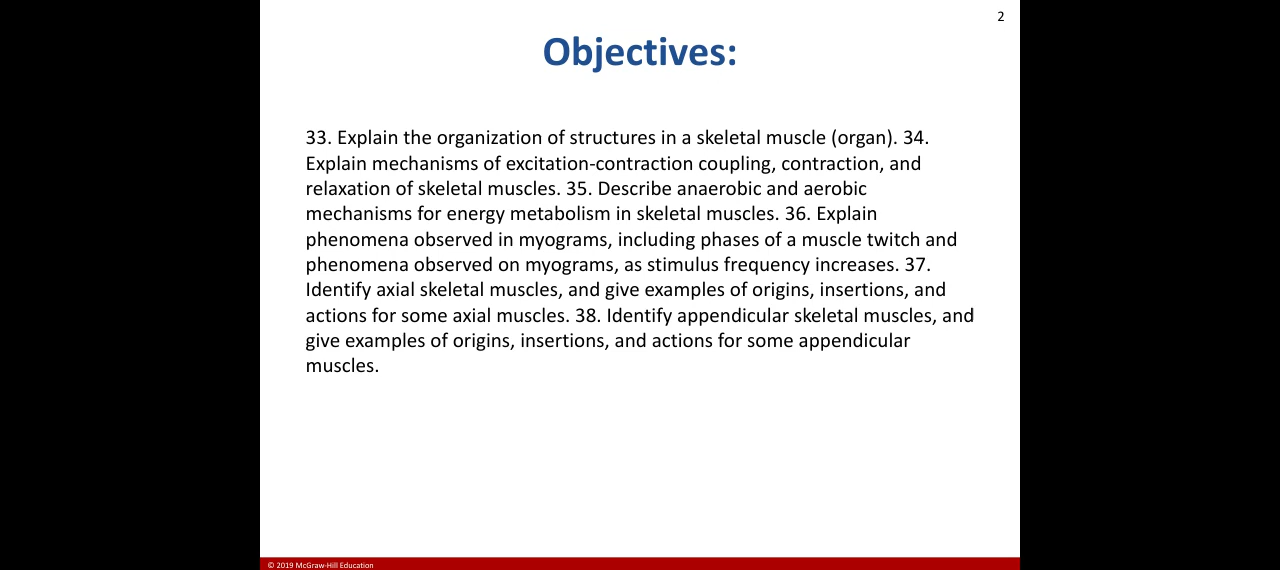 2
Objectives:
33. Explain the organization of structures in a skeletal muscle (organ). 34.
Explain mechanisms of excitation-contraction coupling, contraction, and
relaxation of skeletal muscles. 35. Describe anaerobic and aerobic
mechanisms for energy metabolism in skeletal muscles. 36. Explain
phenomena observed in myograms, including phases of a muscle twitch and
phenomena observed on myograms, as stimulus frequency increases. 37.
Identify axial skeletal muscles, and give examples of origins, insertions, and
actions for some axial muscles. 38. Identify appendicular skeletal muscles, and
give examples of origins, insertions, and actions for some appendicular
muscles.
© 2019 McGraw-Hill Education